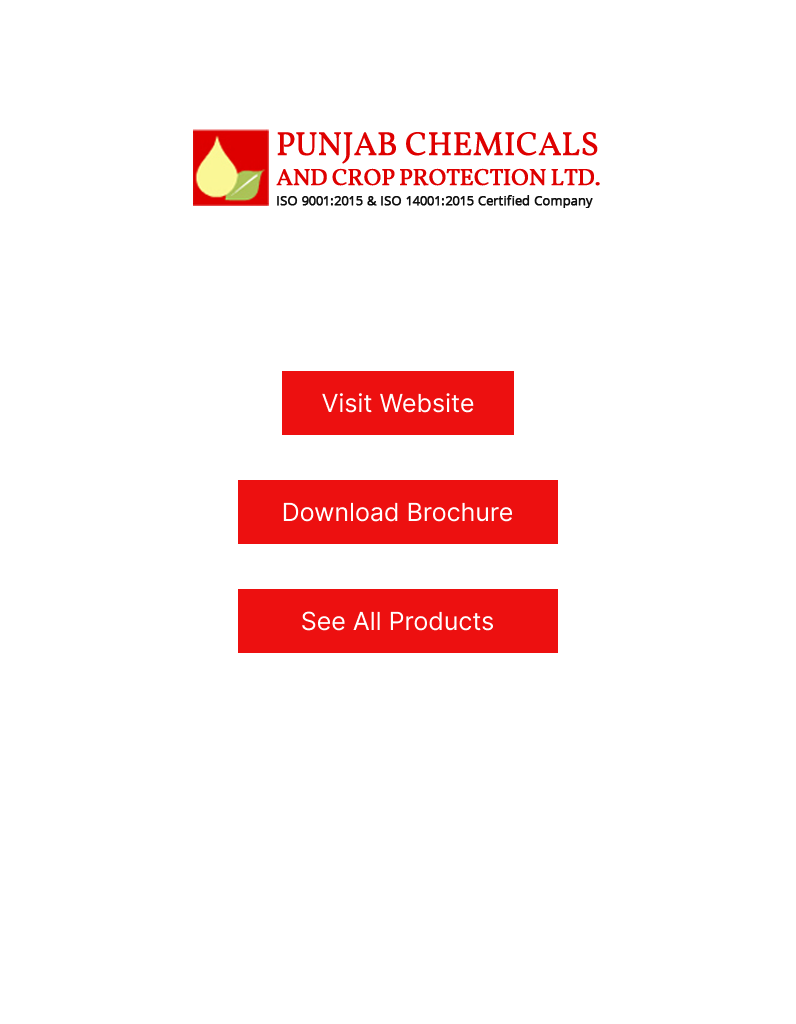 PUNJAB CHEMICALS
AND CROP PROTECTION LTD.
ISO 9001:2015 & ISO 14001:2015 Certified Company
Visit Website
Download Brochure
See All Products